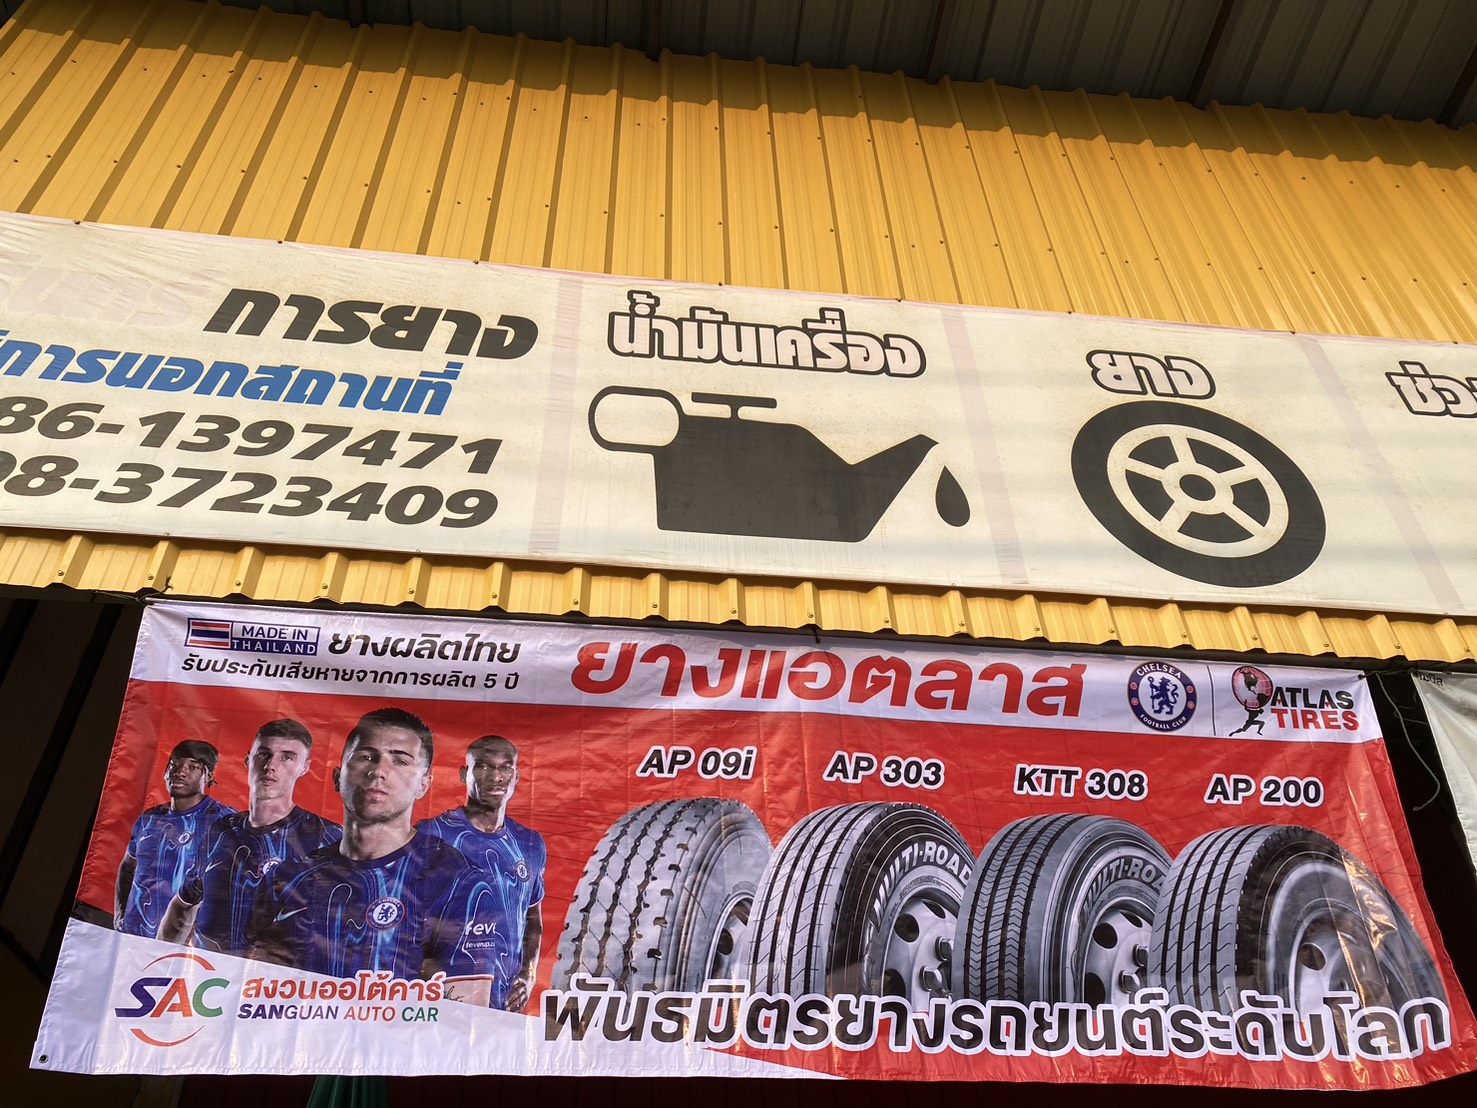 การยาง
การนอกสถานที่
86-1397471
98-3723409
น้ำมันเครื่อง
ยาง
MADE IN
THAILAND
ยางผลิตไทย
รับประกันเสียหายจากการผลิต 5 ปี
ยางแอตลาส
CHELSEA
FOOTBALL CLUB
ATLAS
TIRES
AP 09i
AP 303
KTT 308
AP 200
MULTI-ROAD
MULTI-ROA
SAC
สงวนออโต้คาร์
SANGUAN AUTO CAR
พันธมิตรยางรถยนต์ระดับโลก